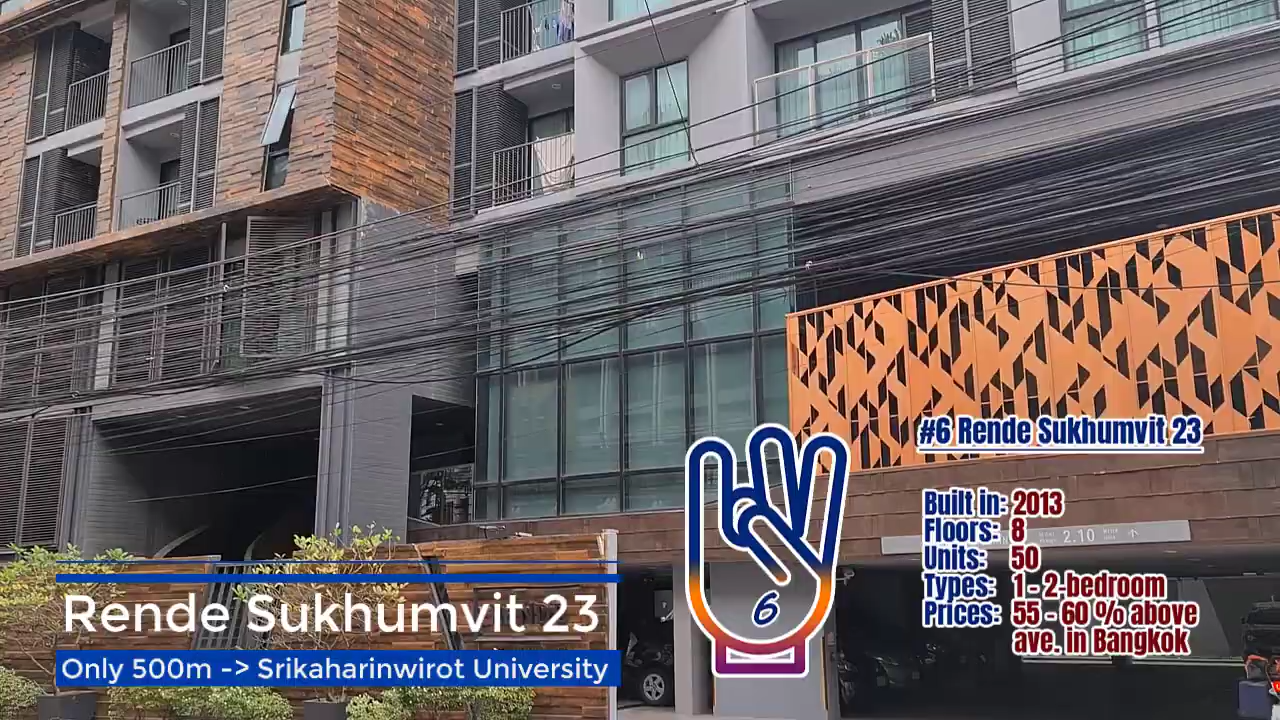 #6 Rende Sukhumvit 23
Built in: 2013
Floors: 8
Units: 50
Types: 1 - 2-bedroom
Prices: 55 - 60 % above
ave. in Bangkok
2.10
6
Rende Sukhumvit 23
Only 500m -> Srikaharinwirot University